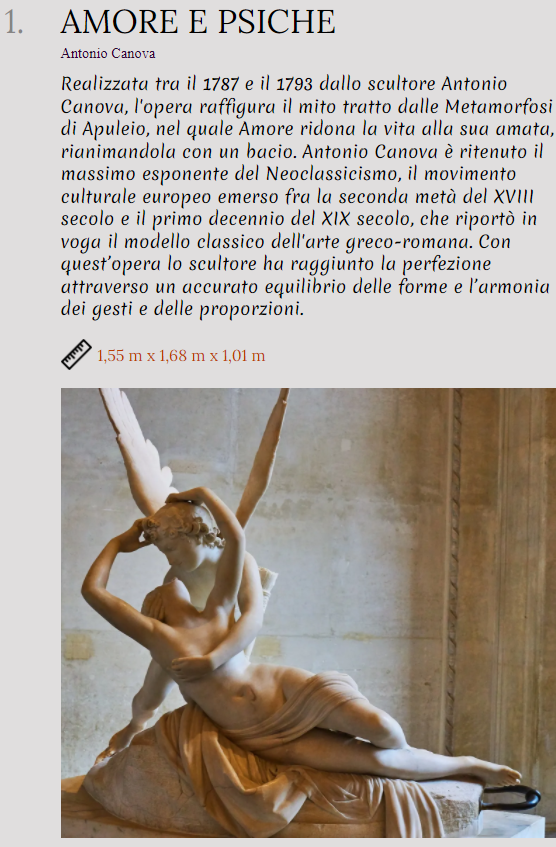 1. AMORE E PSICHE
Antonio Canova
Realizzata tra il 1787 e il 1793 dallo scultore Antonio
Canova, l'opera raffigura il mito tratto dalle Metamorfosi
di Apuleio, nel quale Amore ridona la vita alla sua amata,
rianimandola con un bacio. Antonio Canova è ritenuto il
massimo esponente del Neoclassicismo, il movimento
culturale europeo emerso fra la seconda metà del XVIII
secolo e il primo decennio del XIX secolo, che riportò in
voga il modello classico dell'arte greco-romana. Con
quest’opera lo scultore ha raggiunto la perfezione
attraverso un accurato equilibrio delle forme e l’armonia
dei gesti e delle proporzioni.
1,55 m x 1,68 m x 1,01 m